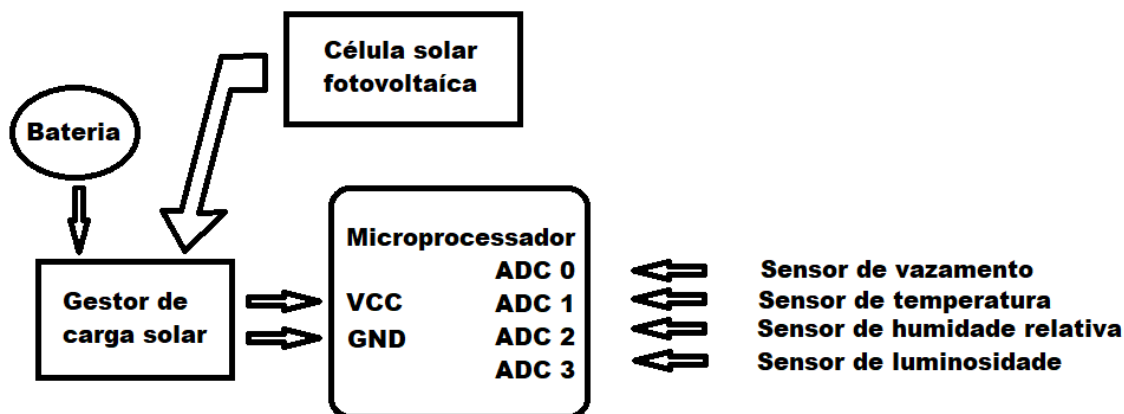 Célula solar
fotovoltaíca
Bateria
Microprocessador
ADC 0
Sensor de vazamento
Gestor de
carga solar
VCC
ADC 1
Sensor de temperatura
GND
ADC 2
Sensor de humidade relativa
ADC 3
Sensor de luminosidade